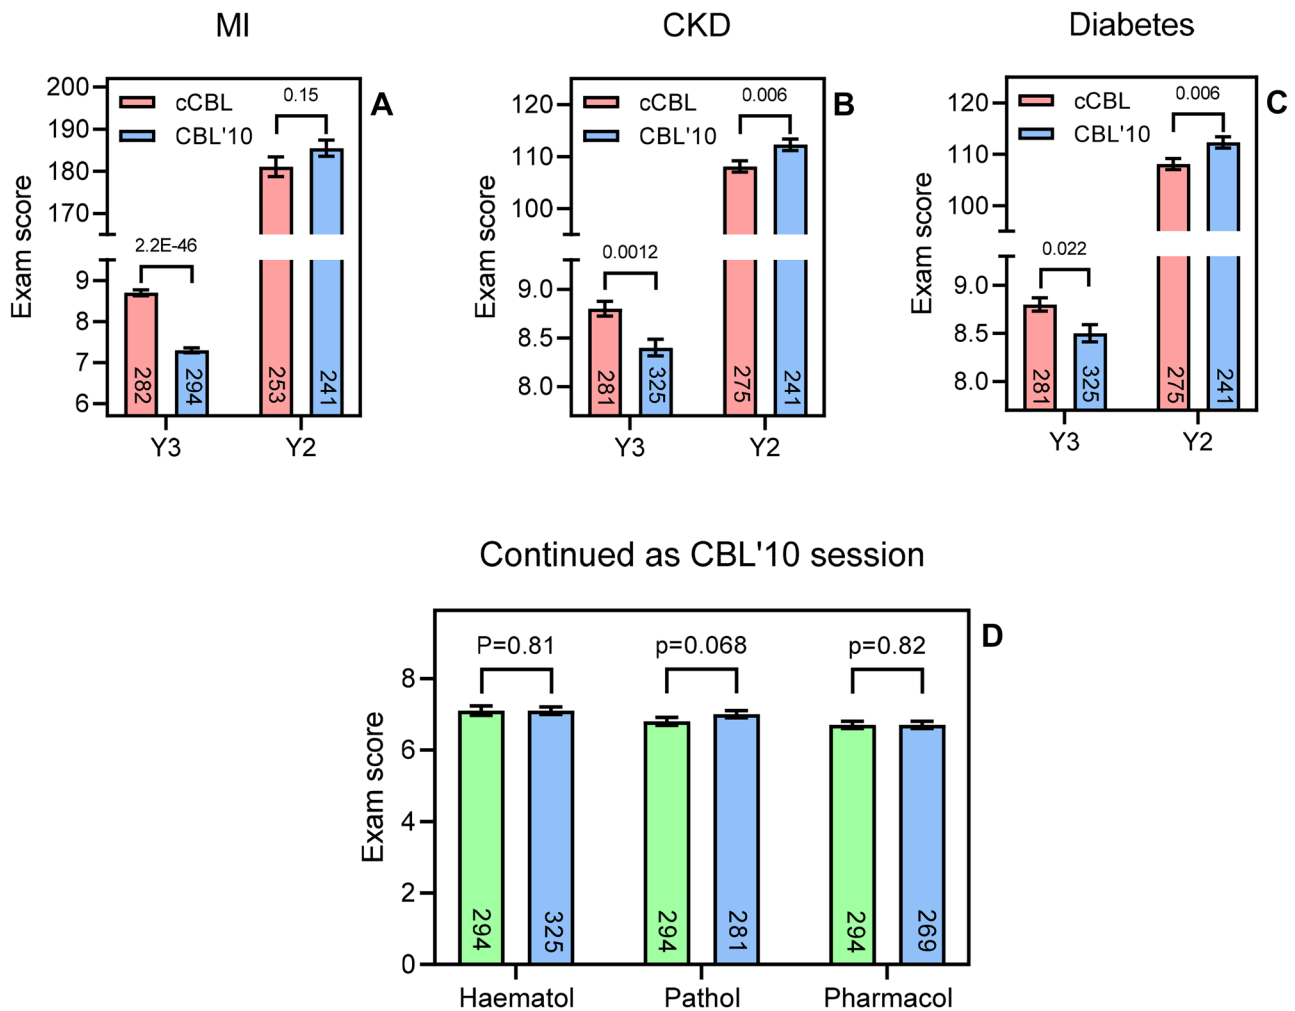 MI
200
190
180
170
9
8
7
6
Exam score
cCBL
CBL'10
0.15
2.2E-46
282
294
253
241
Y3
Y2
A
CKD
120
110
100
9.0
8.5
8.0
Exam score
cCBL
CBL'10
0.006
0.0012
281
325
275
241
Y3
Y2
B
Diabetes
120
110
100
9.0
8.5
8.0
Exam score
cCBL
CBL'10
0.006
0.022
281
325
275
241
Y3
Y2
C
Continued as CBL'10 session
D
8
6
4
2
0
Exam score
P=0.81
p=0.068
p=0.82
294
325
294
281
294
269
Haematol
Pathol
Pharmacol